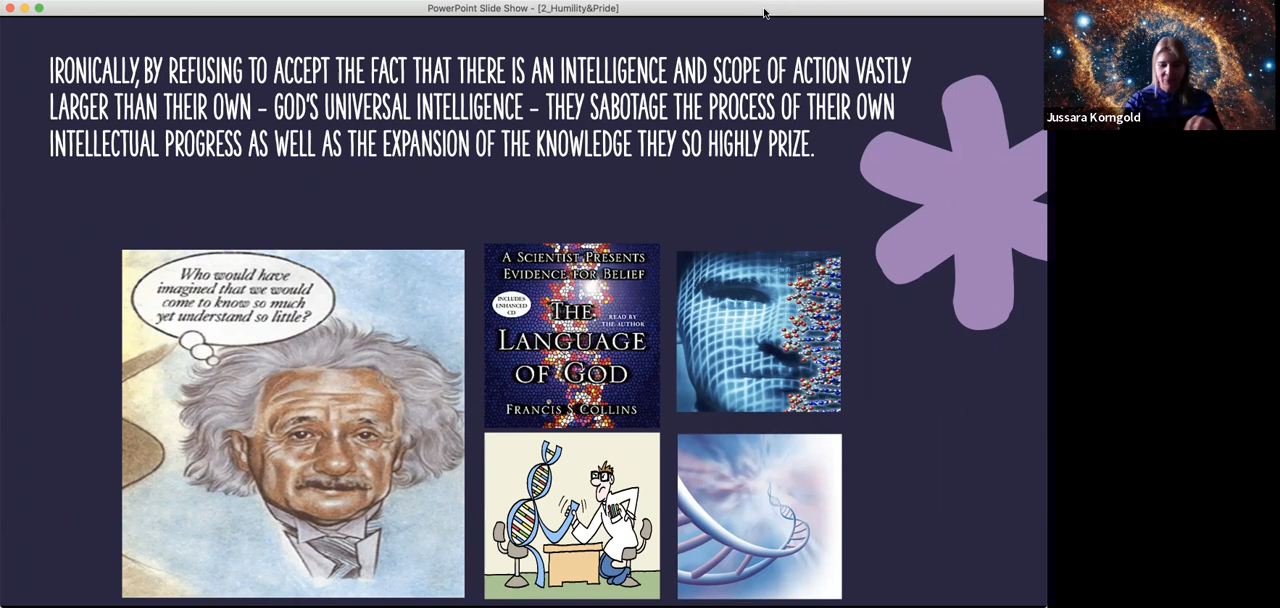 PowerPoint Slide Show - [2_Humility&Pride]
IRONICALLY, BY REFUSING TO ACCEPT THE FACT THAT THERE IS AN INTELLIGENCE AND SCOPE OF ACTION VASTLY
LARGER THAN THEIR OWN – GOD'S UNIVERSAL INTELLIGENCE – THEY SABOTAGE THE PROCESS OF THEIR OWN
INTELLECTUAL PROGRESS AS WELL AS THE EXPANSION OF THE KNOWLEDGE THEY SO HIGHLY PRIZE.
Jussara Korngold
Who would have
imagined that we would
come to know so much
yet understand so little?
A SCIENTIST PRESENTS
EVIDENCE FOR BELIEF
INCLUDES
ENHANCED
CD
THE
READ BY
THE AUTHOR
LANGUAGE
OF GOD
FRANCIS S. COLLINS